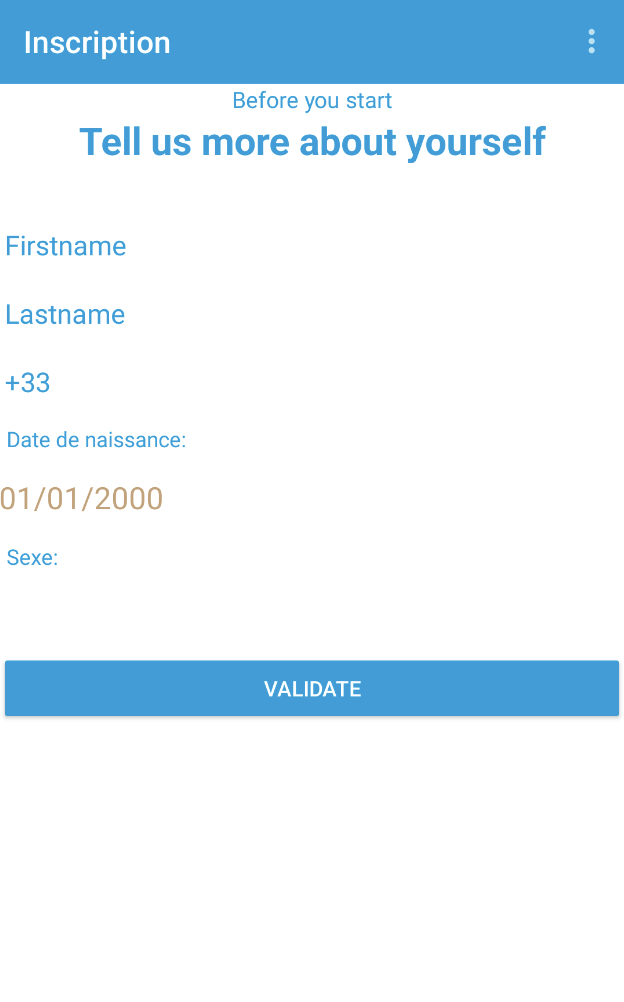 Inscription
Before you start
Tell us more about yourself
Firstname
Lastname
+33
Date de naissance:
01/01/2000
Sexe:
VALIDATE